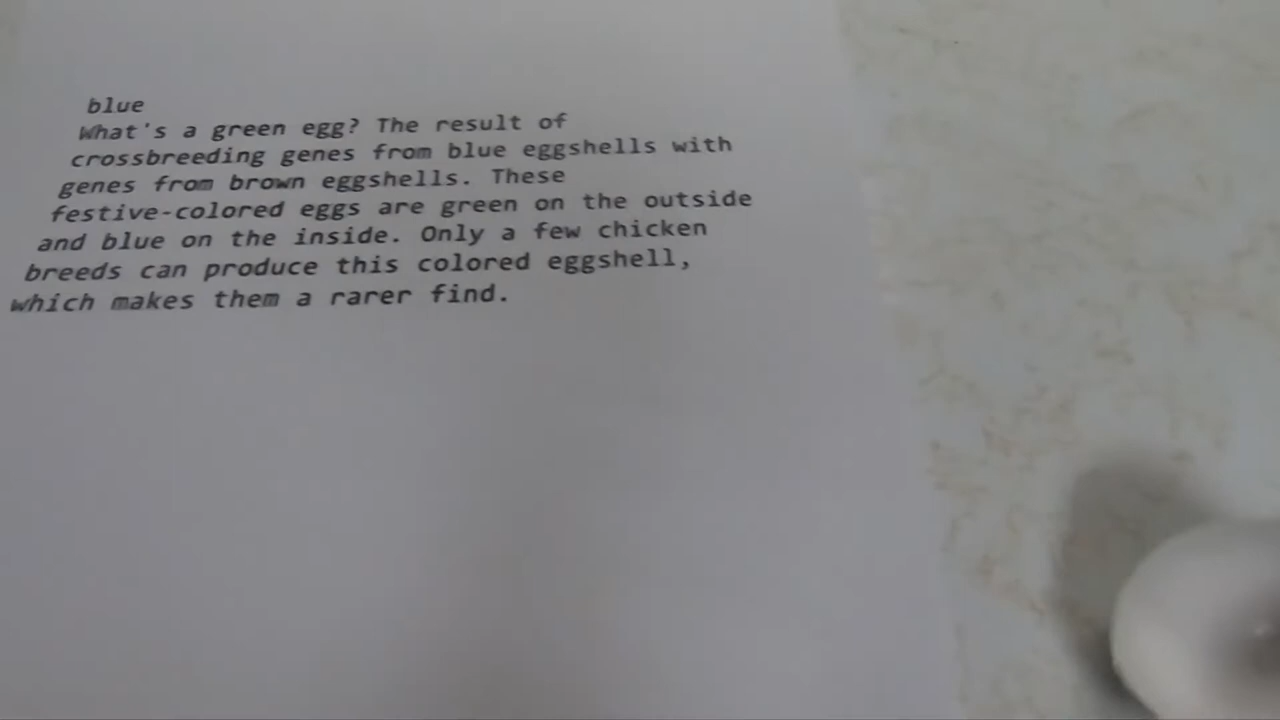 blue
What's a green egg? The result of
crossbreeding genes from blue eggshells with
genes from brown eggshells. These
festive-colored eggs are green on the outside
and blue on the inside. Only a few chicken
breeds can produce this colored eggshell,
which makes them a rarer find.